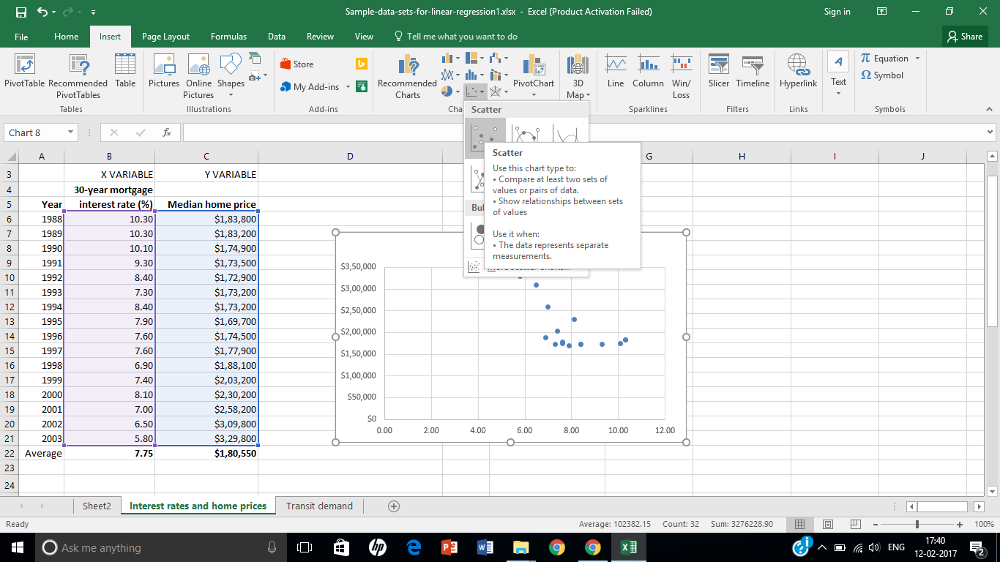 Sample-data-sets-for-linear-regression1.xlsx - Excel (Product Activation Failed)
Sign in
File Home Insert Page Layout Formulas Data Review View Tell me what you want to do Share
PivotTable Recommended PivotTables Table
Tables
Pictures Online Pictures Shapes
Illustrations
Store
My Add-ins
Add-ins
Recommended Charts
PivotChart
3D Map
Line Column Win/Loss
Sparklines
Slicer Timeline
Filters
Hyperlink
Links
Text
Equation
Symbol
Symbols
Chart 8
fx
Scatter
Scatter
Use this chart type to:
• Compare at least two sets of
values or pairs of data.
• Show relationships between sets
of values
Use it when:
• The data represents separate
measurements.
A B C D G H I J
3 X VARIABLE Y VARIABLE
4 30-year mortgage
5 Year interest rate (%) Median home price
6 1988 10.30 $1,83,800
7 1989 10.30 $1,83,200
8 1990 10.10 $1,74,900
9 1991 9.30 $1,73,500
10 1992 8.40 $1,72,900
11 1993 7.30 $1,73,200
12 1994 8.40 $1,73,200
13 1995 7.90 $1,69,700
14 1996 7.60 $1,74,500
15 1997 7.60 $1,77,900
16 1998 6.90 $1,88,100
17 1999 7.40 $2,03,200
18 2000 8.10 $2,30,200
19 2001 7.00 $2,58,200
20 2002 6.50 $3,09,800
21 2003 5.80 $3,29,800
22 Average 7.75 $1,80,550
23
24
$3,50,000
$3,00,000
$2,50,000
$2,00,000
$1,50,000
$1,00,000
$50,000
$0
0.00 2.00 4.00 6.00 8.00 10.00 12.00
Sheet2 Interest rates and home prices Transit demand
Ready
Average: 102382.15 Count: 32 Sum: 3276228.90
100%
Ask me anything
ENG
17:40
12-02-2017
2